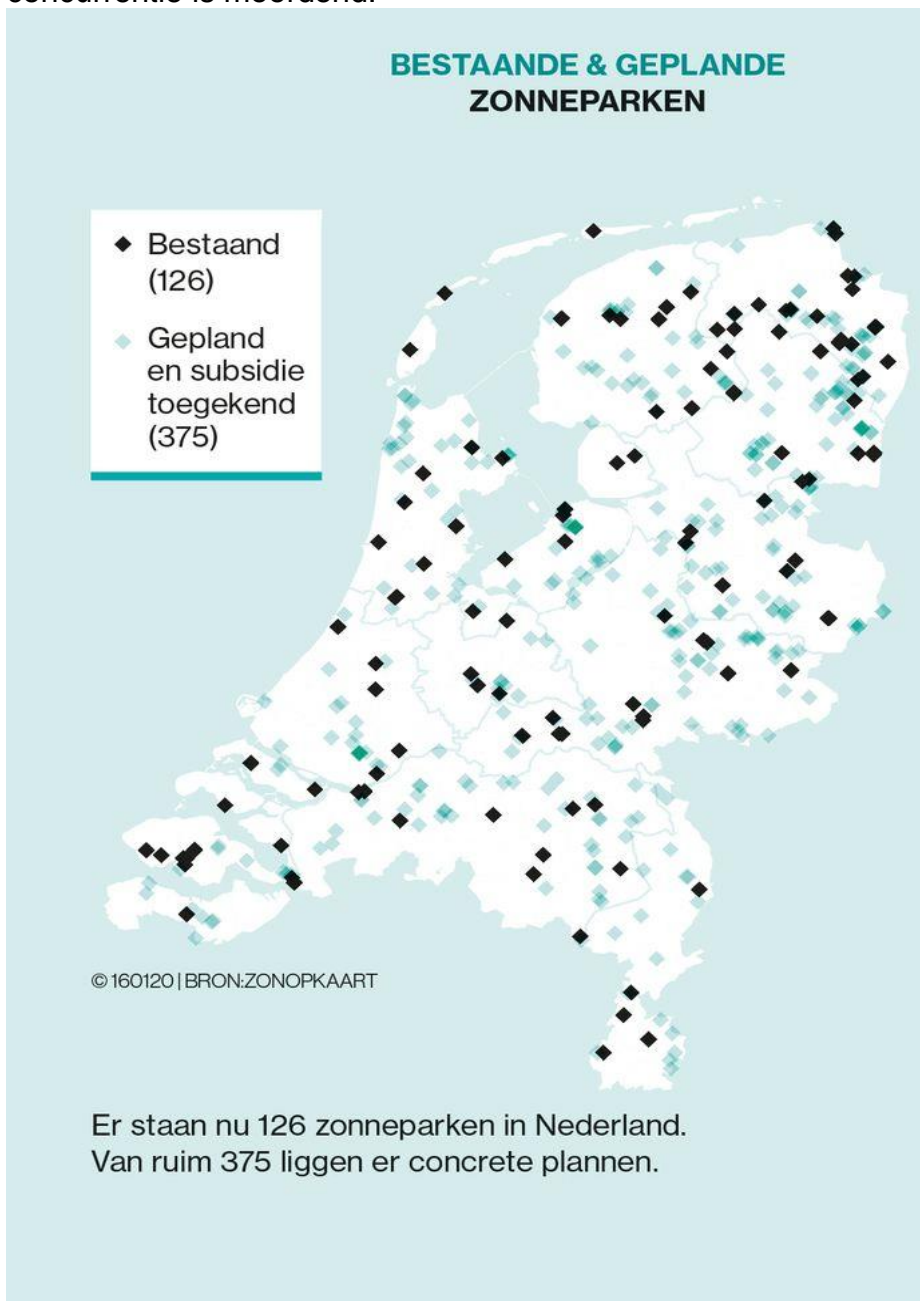 BESTAANDE & GEPLANDE
ZONNEPARKEN
Bestaand
(126)
Gepland
en subsidie
toegekend
(375)
© 160120 | BRON:ZONOPKAART
Er staan nu 126 zonneparken in Nederland.
Van ruim 375 liggen er concrete plannen.